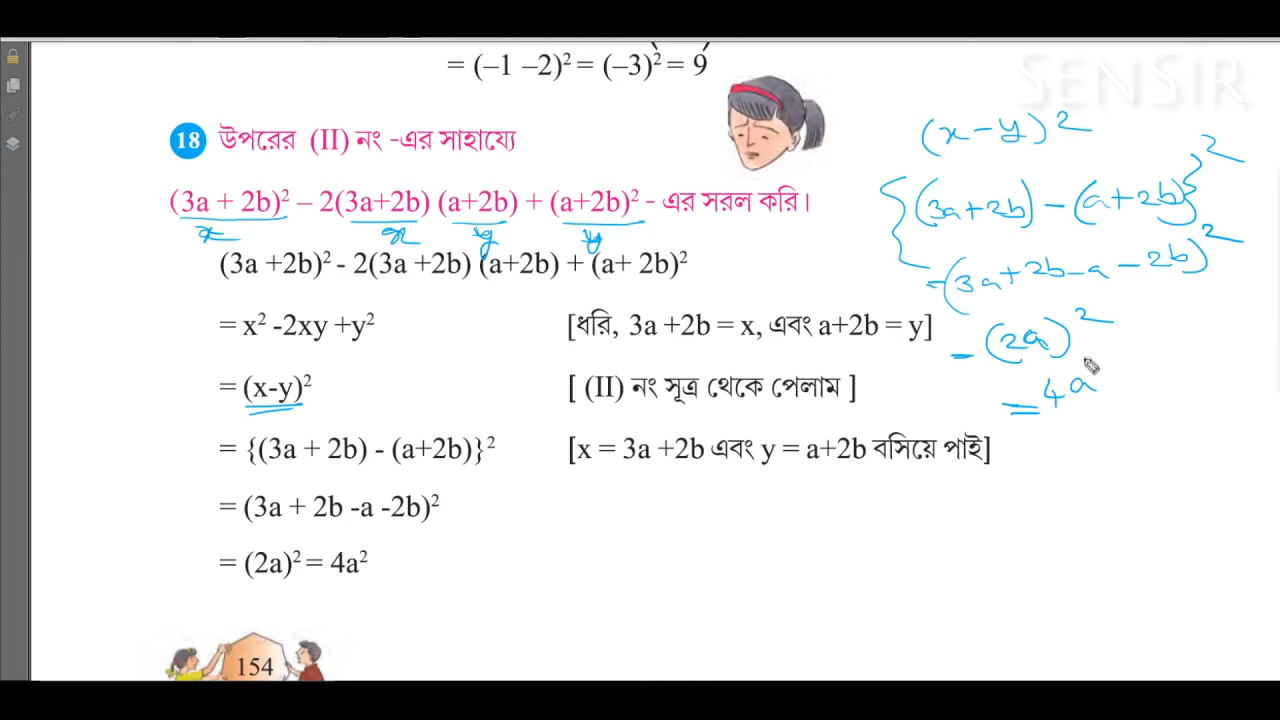 = (–1 –2)² = (–3)² = 9
SENSIR
18 উপরের (II) নং -এর সাহায্যে
(3a + 2b)² – 2(3a+2b) (a+2b) + (a+2b)² - এর সরল করি।
x x y y
(3a +2b)² - 2(3a +2b) (a+2b) + (a+ 2b)²
= x² -2xy +y² [ধরি, 3a +2b = x, এবং a+2b = y]
= (x-y)² [ (II) নং সূত্র থেকে পেলাম ]
= {(3a + 2b) - (a+2b)}² [x = 3a +2b এবং y = a+2b বসিয়ে পাই]
= (3a + 2b -a -2b)²
= (2a)² = 4a²
154
(x-y)²
{(3a+2b) - (a+2b)}²
= (3a+2b-a-2b)²
= (2a)²
= 4a